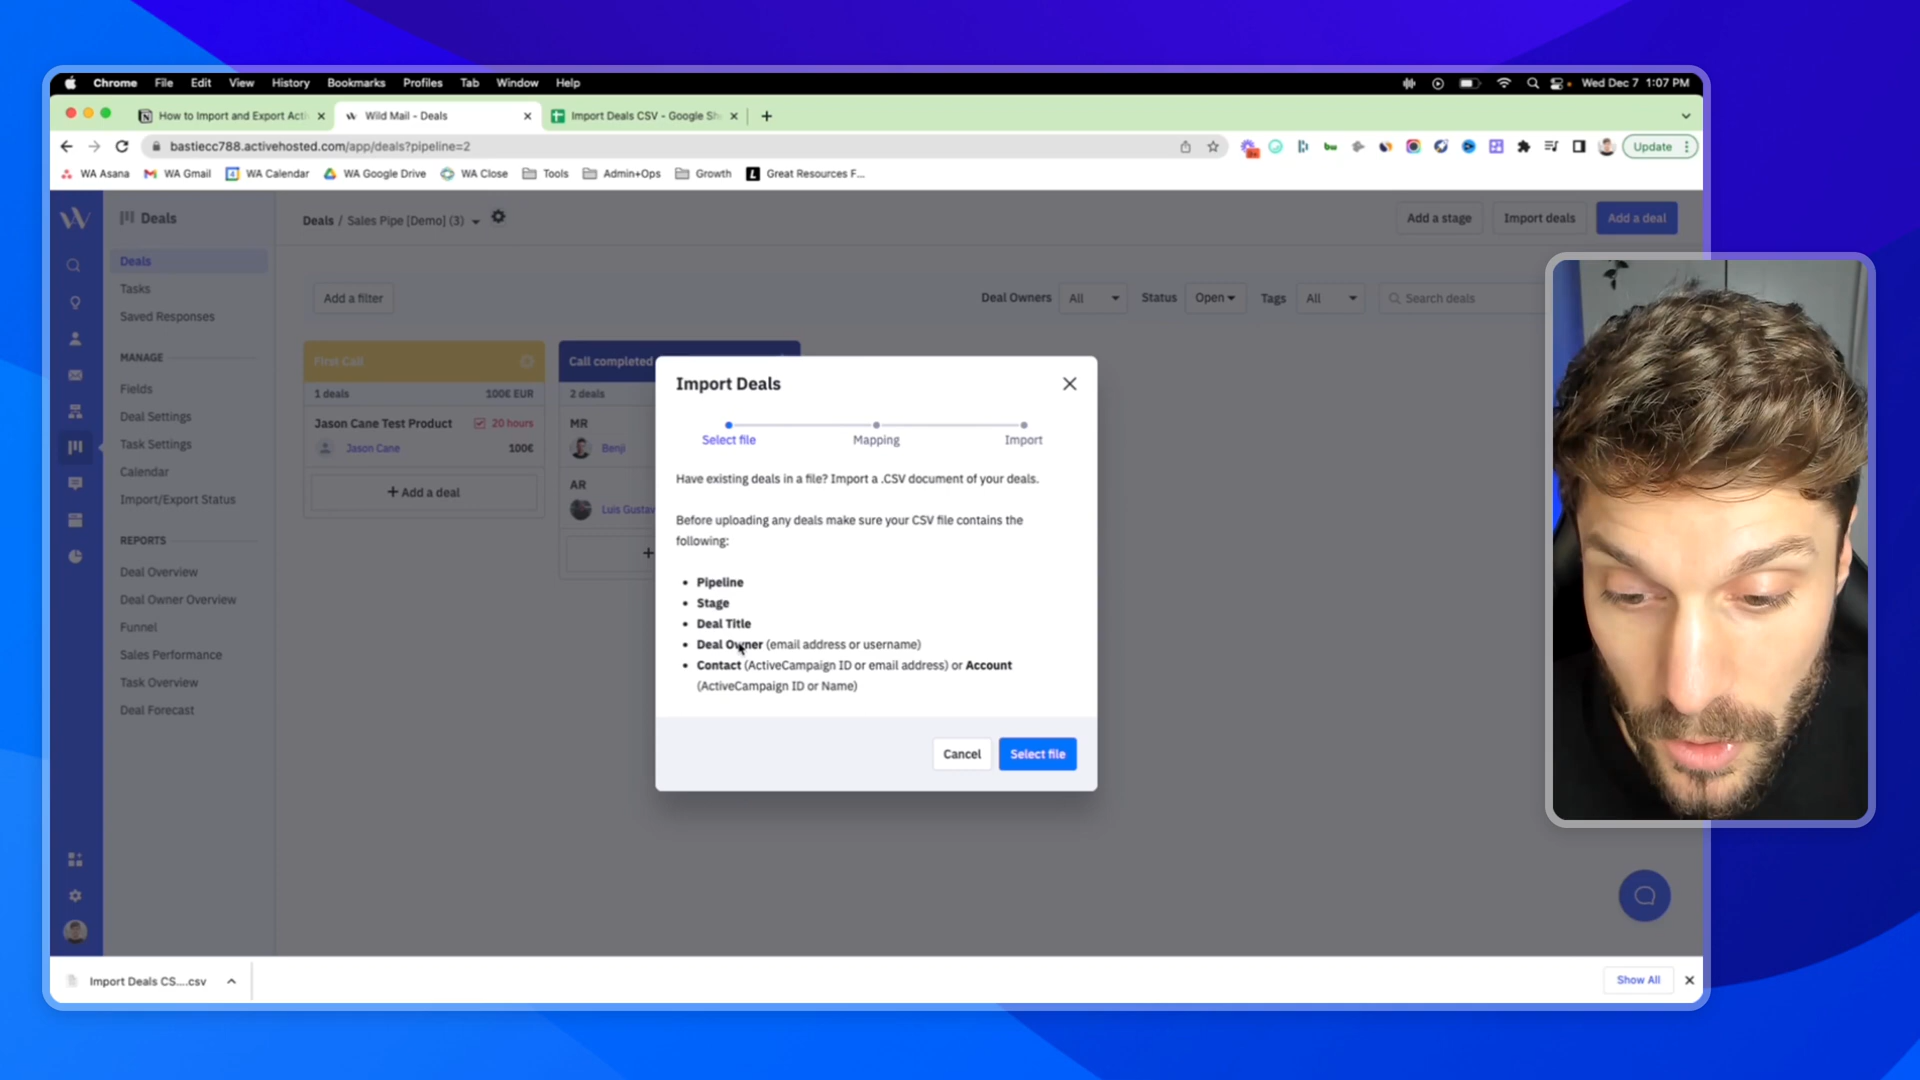 Chrome File Edit View History Bookmarks Profiles Tab Window Help Wed Dec 7 1:07 PM
How to Import and Export Acti
Wild Mail - Deals
Import Deals CSV - Google Sh
bastiecc788.activehosted.com/app/deals?pipeline=2
Update
WA Asana WA Gmail WA Calendar WA Google Drive WA Close Tools Admin+Ops Growth Great Resources F...
Deals
Deals / Sales Pipe [Demo] (3)
Add a stage
Import deals
Add a deal
Deals
Tasks
Saved Responses
MANAGE
Fields
Deal Settings
Task Settings
Calendar
Import/Export Status
REPORTS
Deal Overview
Deal Owner Overview
Funnel
Sales Performance
Task Overview
Deal Forecast
Add a filter
Deal Owners All Status Open Tags All Search deals
First Call
1 deals 100€ EUR
Jason Cane Test Product 20 hours
Jason Cane 100€
+ Add a deal
Call completed
2 deals
MR
Benji
AR
Luis Gustav
+
Import Deals
Select file Mapping Import
Have existing deals in a file? Import a .CSV document of your deals.
Before uploading any deals make sure your CSV file contains the
following:
• Pipeline
• Stage
• Deal Title
• Deal Owner (email address or username)
• Contact (ActiveCampaign ID or email address) or Account
(ActiveCampaign ID or Name)
Cancel
Select file
Import Deals CS....csv
Show All